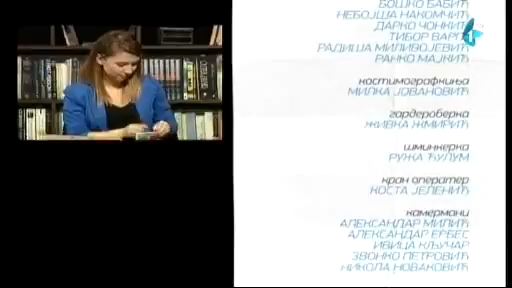 БОШКО БАБИЋ
НЕБОЈША НАКОМЧИЋ
ДАРКО ЧОНКИЋ
ТИБОР ВАРГА
РАДИША МИЛИВОЈЕВИЋ
РАНКО МАЈКИЋ
костимографкиња
МИЛКА ЈОВАНОВИЋ
гардероберка
ЖИВКА ЖМИРИЋ
шминкерка
РУЖА ЋУЛУМ
кран оператер
КОСТА ЈЕЛЕНИЋ
камермани
АЛЕКСАНДАР МИЛИЋ
АЛЕКСАНДАР ЕРБЕС
ИВИЦА КЉУЧАР
ЗВОНКО ПЕТРОВИЋ
НИКОЛА НОВАКОВИЋ
1